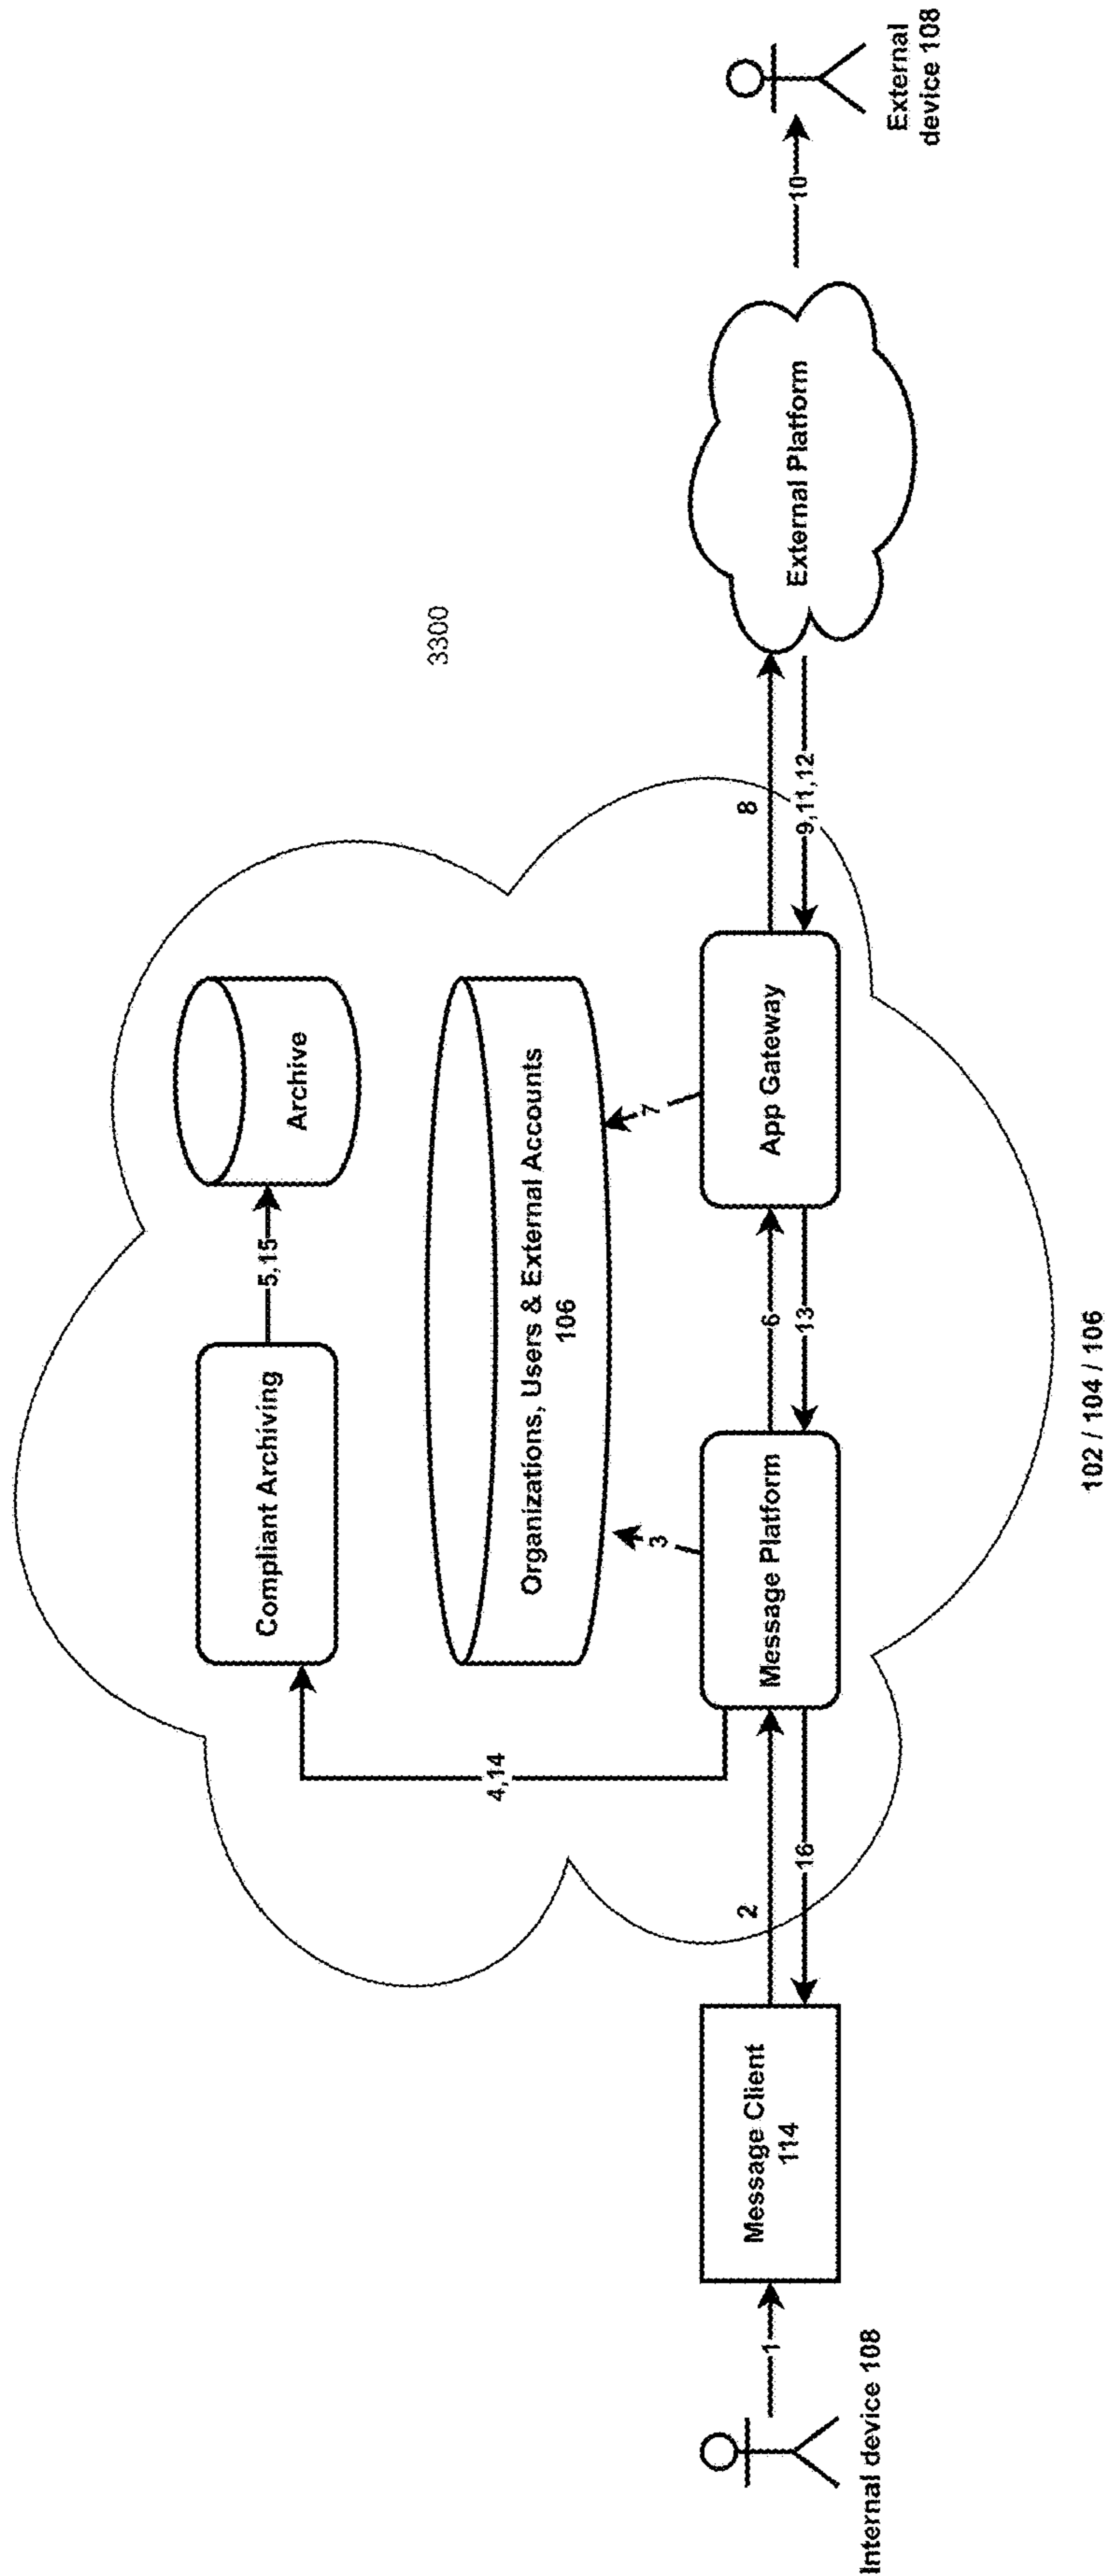 3300
Compliant Archiving
5,15
Archive
4,14
Organizations, Users & External Accounts
106
3
7
Internal device 108
1
Message Client
114
2
16
Message Platform
6
13
App Gateway
8
9,11,12
External Platform
10
External
device 108
102 / 104 / 106